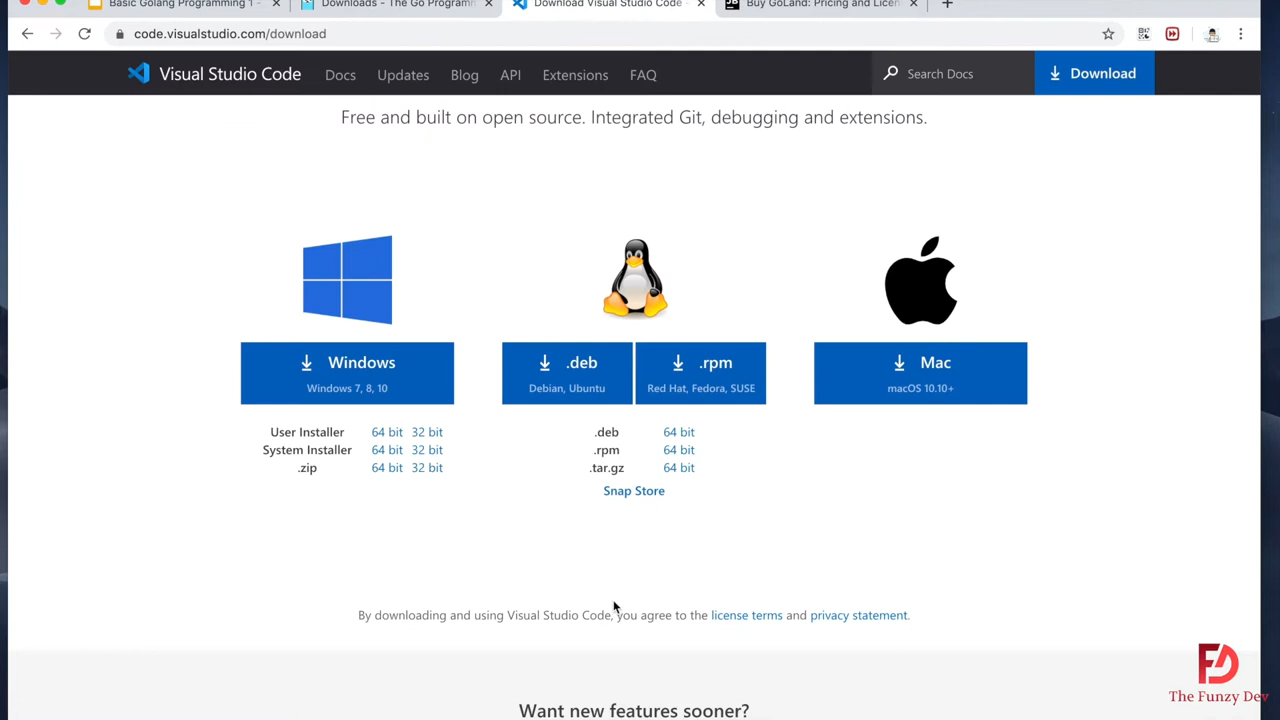 Basic Golang Programming 1 -
Downloads - The Go Programm
Download Visual Studio Code -
Buy GoLand: Pricing and Licen
code.visualstudio.com/download
Visual Studio Code Docs Updates Blog API Extensions FAQ Search Docs Download
Free and built on open source. Integrated Git, debugging and extensions.
Windows
Windows 7, 8, 10
User Installer 64 bit 32 bit
System Installer 64 bit 32 bit
.zip 64 bit 32 bit
.deb
Debian, Ubuntu
.rpm
Red Hat, Fedora, SUSE
.deb 64 bit
.rpm 64 bit
.tar.gz 64 bit
Snap Store
Mac
macOS 10.10+
By downloading and using Visual Studio Code, you agree to the license terms and privacy statement.
Want new features sooner?
FD
The Funzy Dev